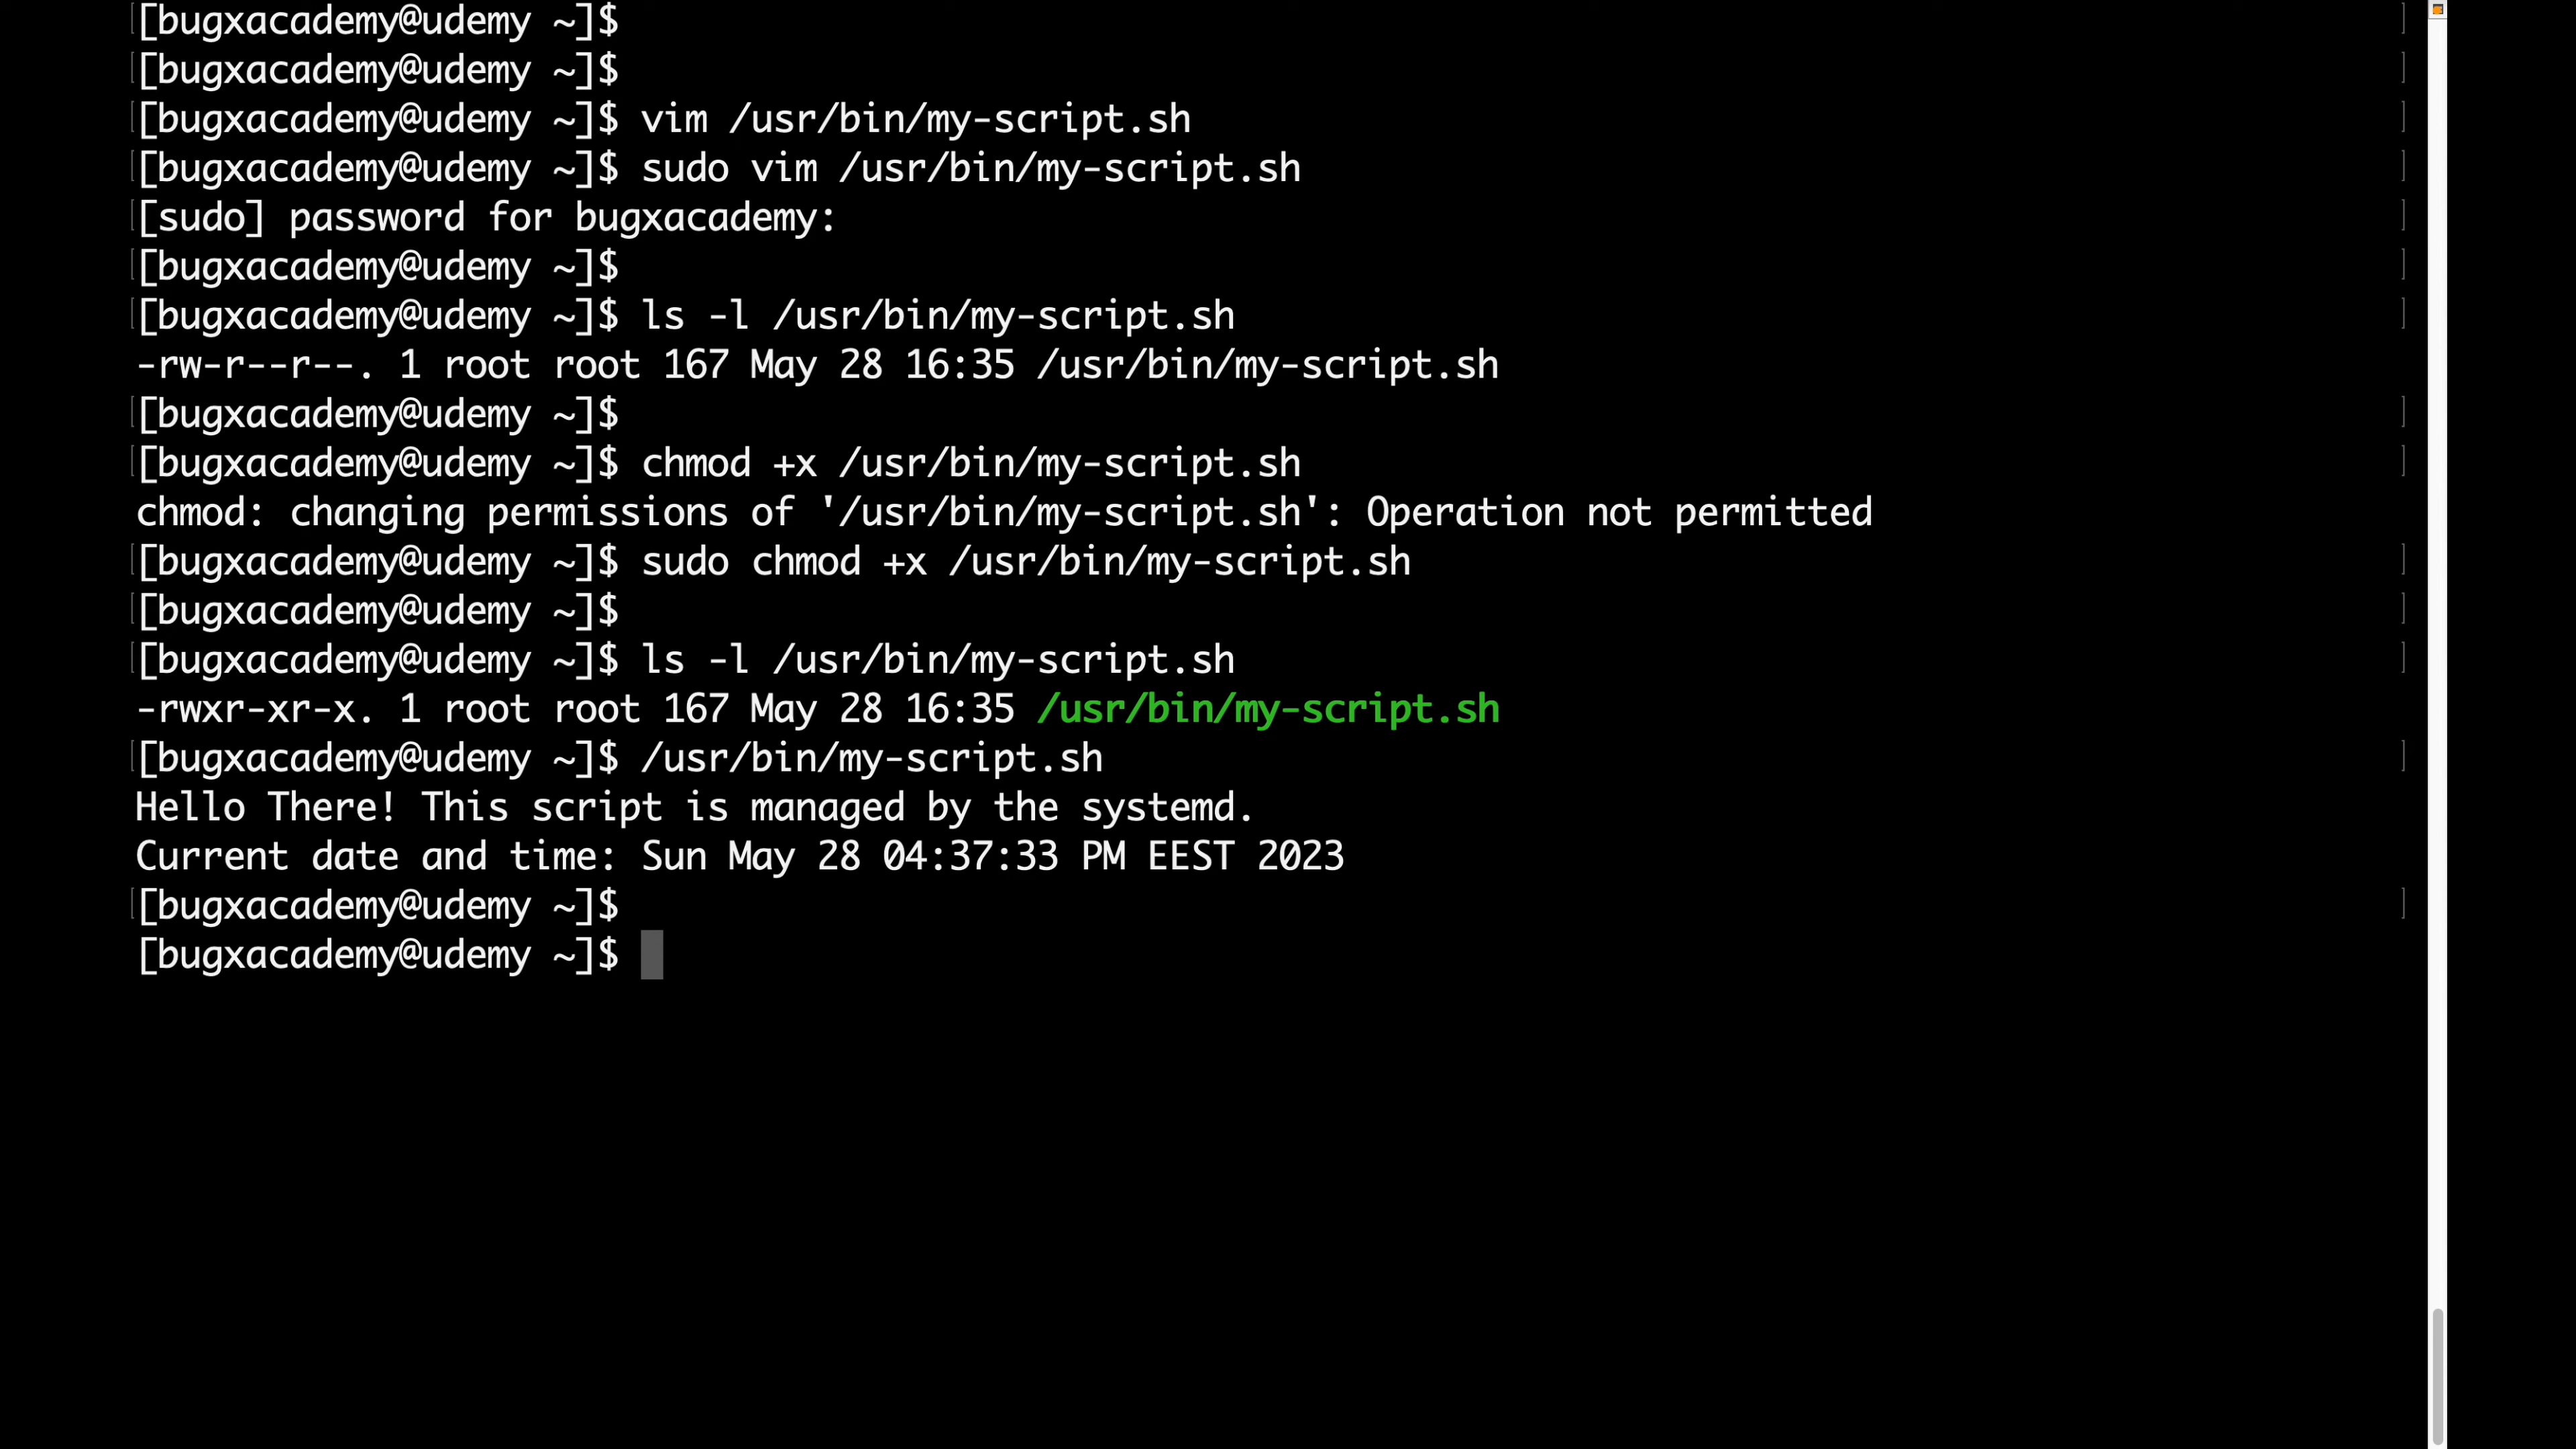 [bugxacademy@udemy ~]$
[bugxacademy@udemy ~]$
[bugxacademy@udemy ~]$ vim /usr/bin/my-script.sh
[bugxacademy@udemy ~]$ sudo vim /usr/bin/my-script.sh
[sudo] password for bugxacademy:
[bugxacademy@udemy ~]$
[bugxacademy@udemy ~]$ ls -l /usr/bin/my-script.sh
-rw-r--r--. 1 root root 167 May 28 16:35 /usr/bin/my-script.sh
[bugxacademy@udemy ~]$
[bugxacademy@udemy ~]$ chmod +x /usr/bin/my-script.sh
chmod: changing permissions of '/usr/bin/my-script.sh': Operation not permitted
[bugxacademy@udemy ~]$ sudo chmod +x /usr/bin/my-script.sh
[bugxacademy@udemy ~]$
[bugxacademy@udemy ~]$ ls -l /usr/bin/my-script.sh
-rwxr-xr-x. 1 root root 167 May 28 16:35 /usr/bin/my-script.sh
[bugxacademy@udemy ~]$ /usr/bin/my-script.sh
Hello There! This script is managed by the systemd.
Current date and time: Sun May 28 04:37:33 PM EEST 2023
[bugxacademy@udemy ~]$
[bugxacademy@udemy ~]$